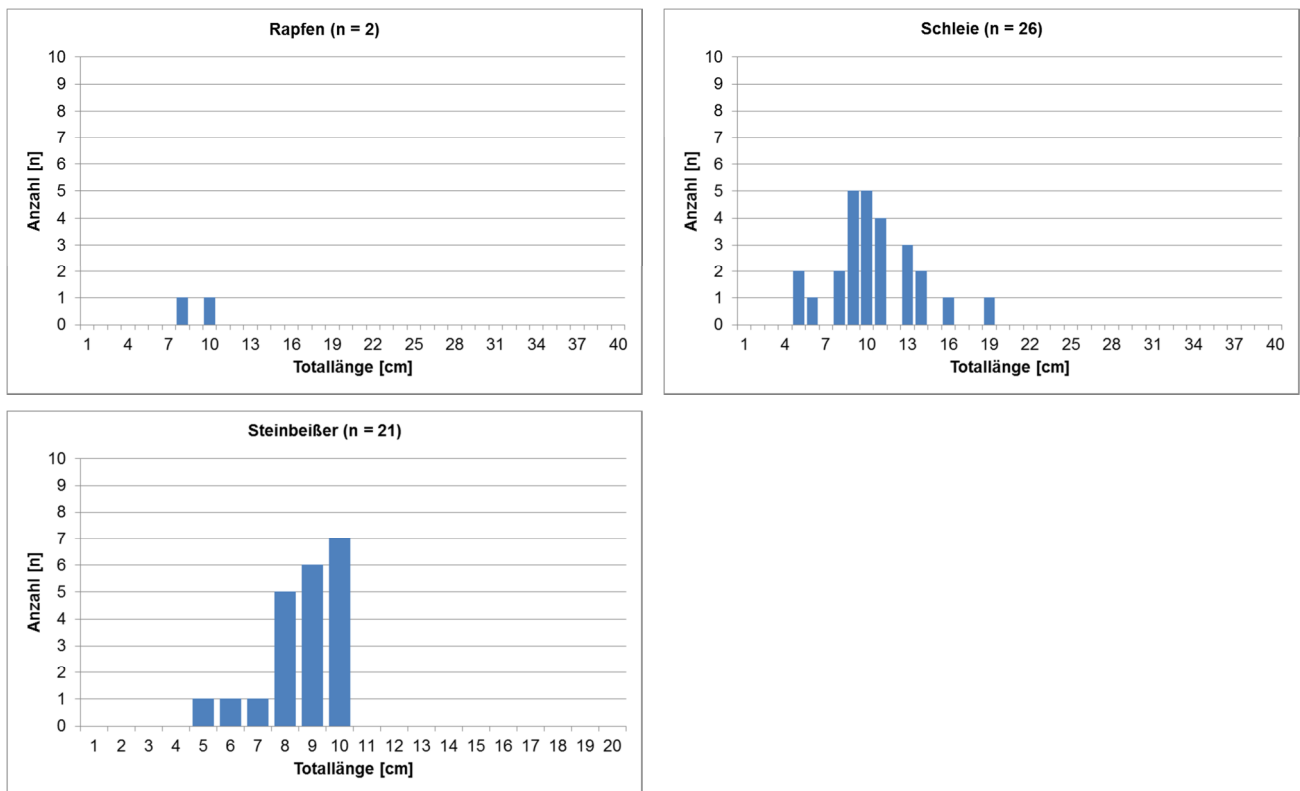 Rapfen (n = 2)
10
9
8
7
6
5
4
3
2
1
0
Anzahl [n]
1 4 7 10 13 16 19 22 25 28 31 34 37 40
Totallänge [cm]
Schleie (n = 26)
10
9
8
7
6
5
4
3
2
1
0
Anzahl [n]
1 4 7 10 13 16 19 22 25 28 31 34 37 40
Totallänge [cm]
Steinbeißer (n = 21)
10
9
8
7
6
5
4
3
2
1
0
Anzahl [n]
1 2 3 4 5 6 7 8 9 10 11 12 13 14 15 16 17 18 19 20
Totallänge [cm]